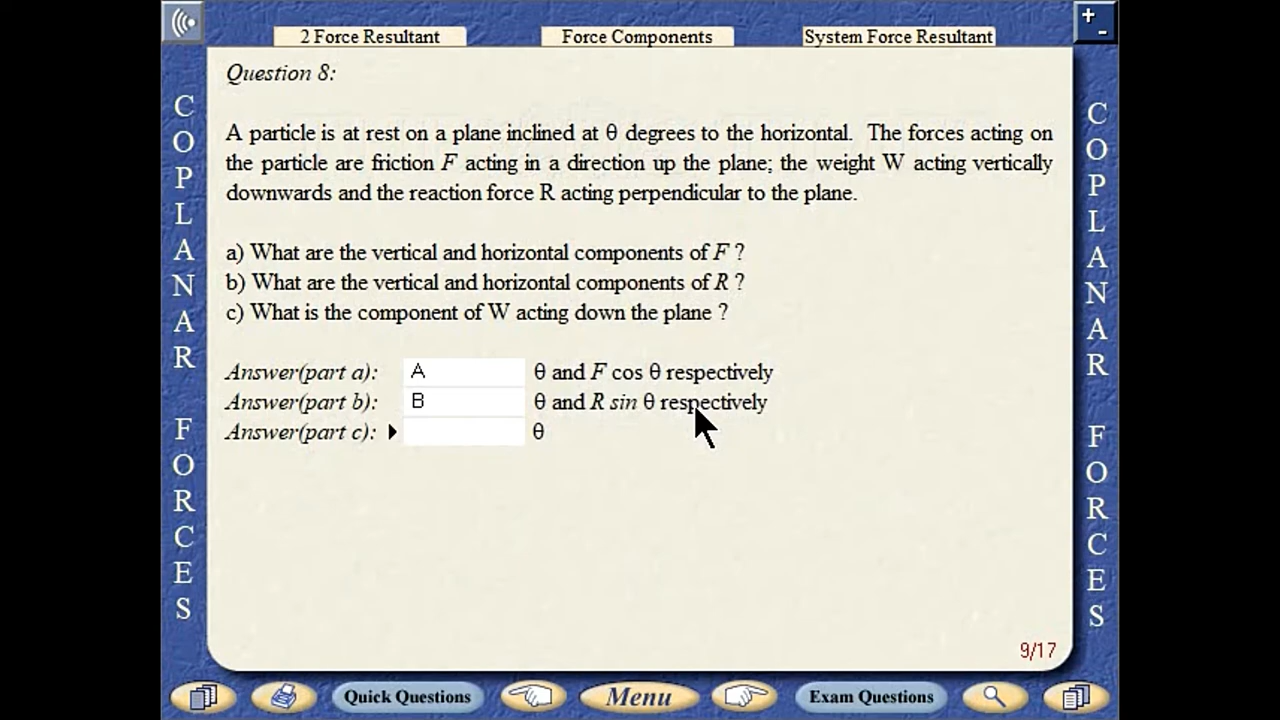 2 Force Resultant
Force Components
System Force Resultant
+
-
Question 8:
A particle is at rest on a plane inclined at θ degrees to the horizontal. The forces acting on
the particle are friction F acting in a direction up the plane; the weight W acting vertically
downwards and the reaction force R acting perpendicular to the plane.
a) What are the vertical and horizontal components of F ?
b) What are the vertical and horizontal components of R ?
c) What is the component of W acting down the plane ?
Answer(part a): A θ and F cos θ respectively
Answer(part b): B θ and R sin θ respectively
Answer(part c): θ
9/17
COPLANAR FORCES
COPLANAR FORCES
Quick Questions
Menu
Exam Questions